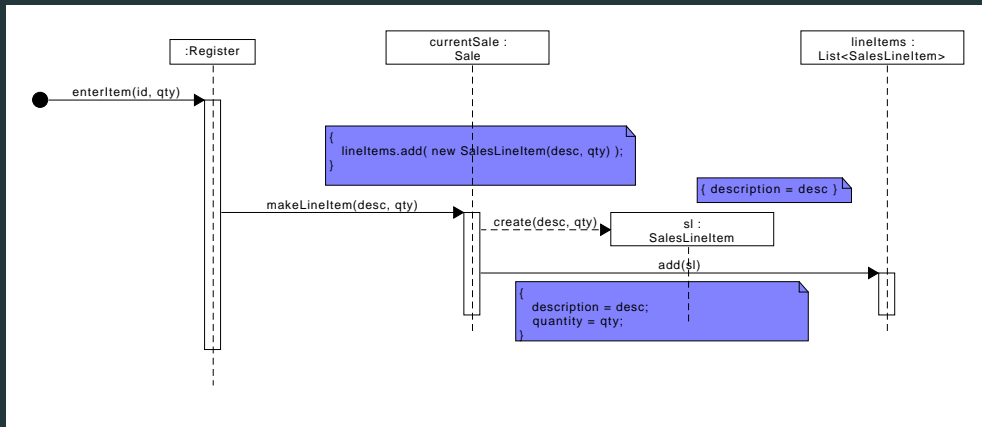 :Register
currentSale :
Sale
lineItems :
List<SalesLineItem>
enterItem(id, qty)
{
lineItems.add( new SalesLineItem(desc, qty) );
}
{ description = desc }
makeLineItem(desc, qty)
create(desc, qty)
sl :
SalesLineItem
add(sl)
{
description = desc;
quantity = qty;
}